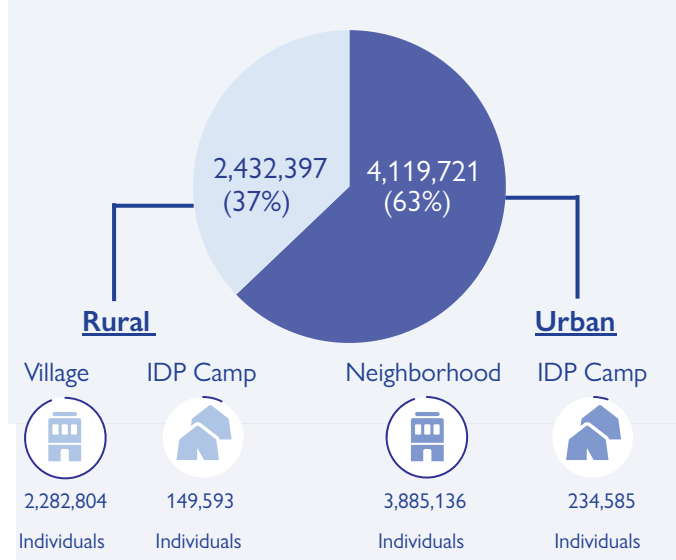 2,432,397
(37%)
4,119,721
(63%)
Rural
Urban
Village
IDP Camp
Neighborhood
IDP Camp
2,282,804
149,593
3,885,136
234,585
Individuals
Individuals
Individuals
Individuals